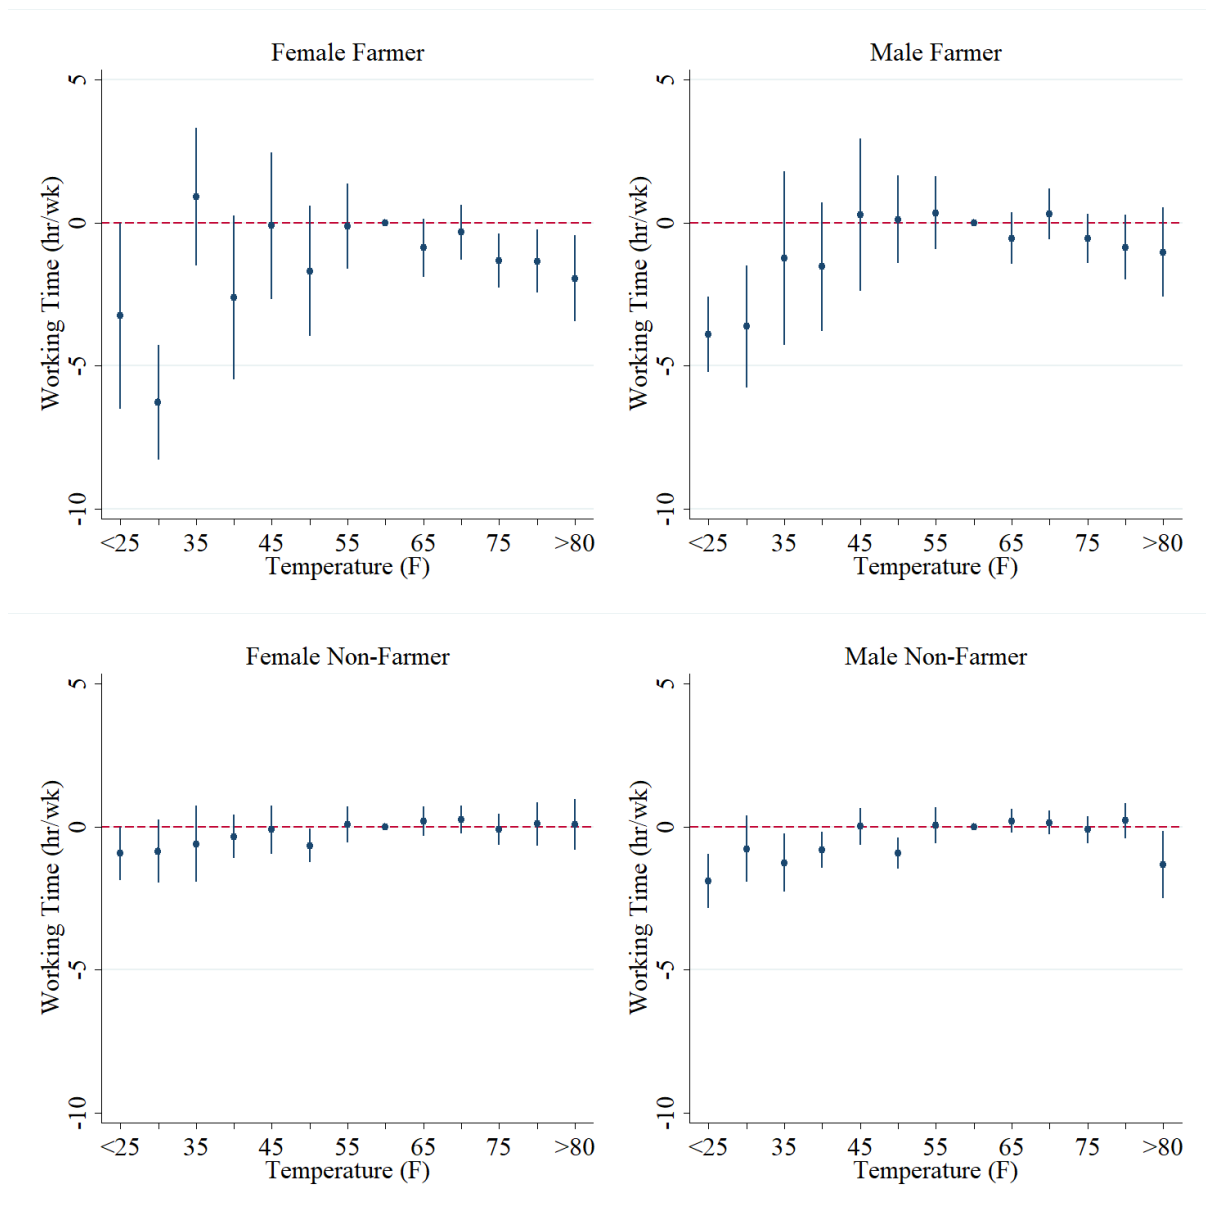 Female Farmer
Working Time (hr/wk)
5
0
-5
-10
<25 35 45 55 65 75 >80
Temperature (F)
Male Farmer
Working Time (hr/wk)
5
0
-5
-10
<25 35 45 55 65 75 >80
Temperature (F)
Female Non-Farmer
Working Time (hr/wk)
5
0
-5
-10
<25 35 45 55 65 75 >80
Temperature (F)
Male Non-Farmer
Working Time (hr/wk)
5
0
-5
-10
<25 35 45 55 65 75 >80
Temperature (F)